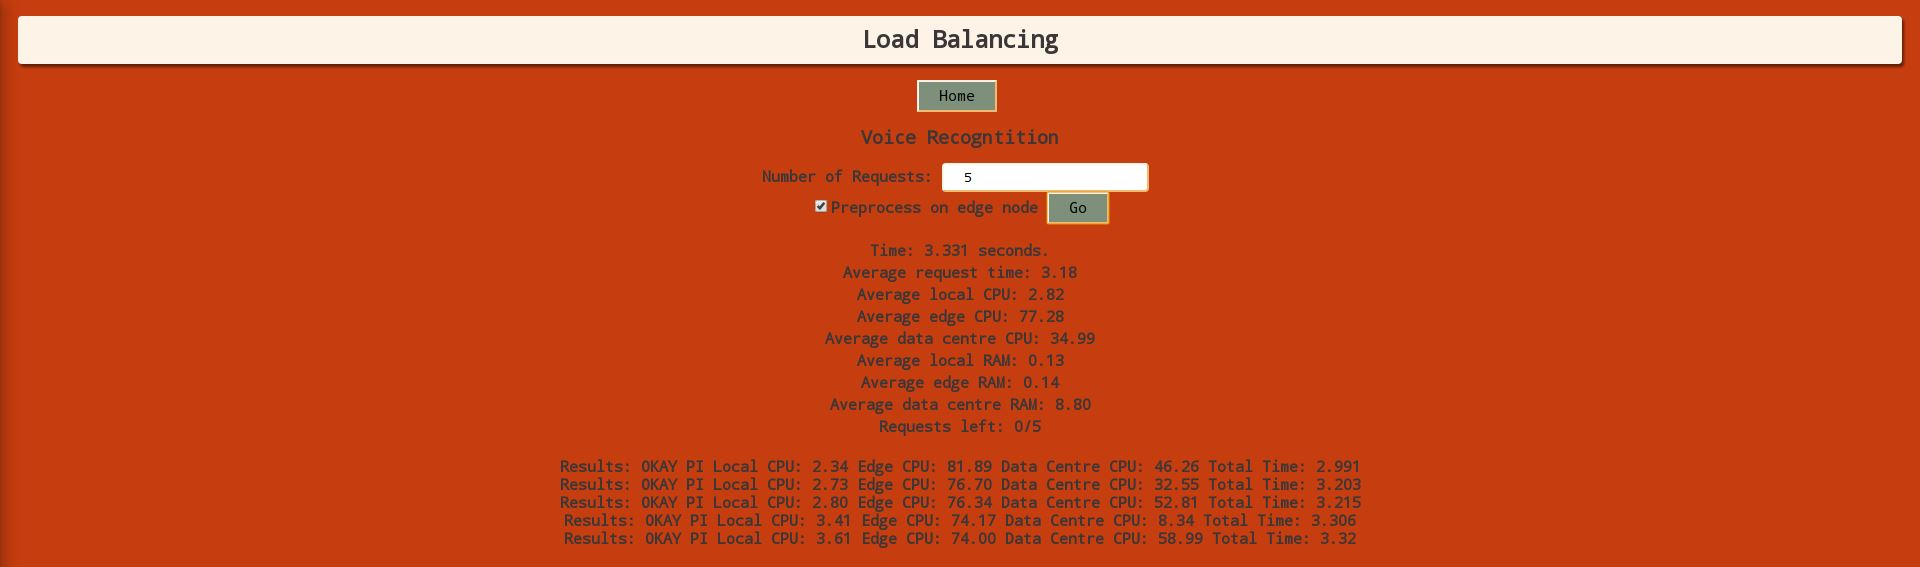 Load Balancing
Home
Voice Recogntition
Number of Requests: 5
Preprocess on edge node Go
Time: 3.331 seconds.
Average request time: 3.18
Average local CPU: 2.82
Average edge CPU: 77.28
Average data centre CPU: 34.99
Average local RAM: 0.13
Average edge RAM: 0.14
Average data centre RAM: 8.80
Requests left: 0/5
Results: OKAY PI Local CPU: 2.34 Edge CPU: 81.89 Data Centre CPU: 46.26 Total Time: 2.991
Results: OKAY PI Local CPU: 2.73 Edge CPU: 76.70 Data Centre CPU: 32.55 Total Time: 3.203
Results: OKAY PI Local CPU: 2.80 Edge CPU: 76.34 Data Centre CPU: 52.81 Total Time: 3.215
Results: OKAY PI Local CPU: 3.41 Edge CPU: 74.17 Data Centre CPU: 8.34 Total Time: 3.306
Results: OKAY PI Local CPU: 3.61 Edge CPU: 74.00 Data Centre CPU: 58.99 Total Time: 3.32